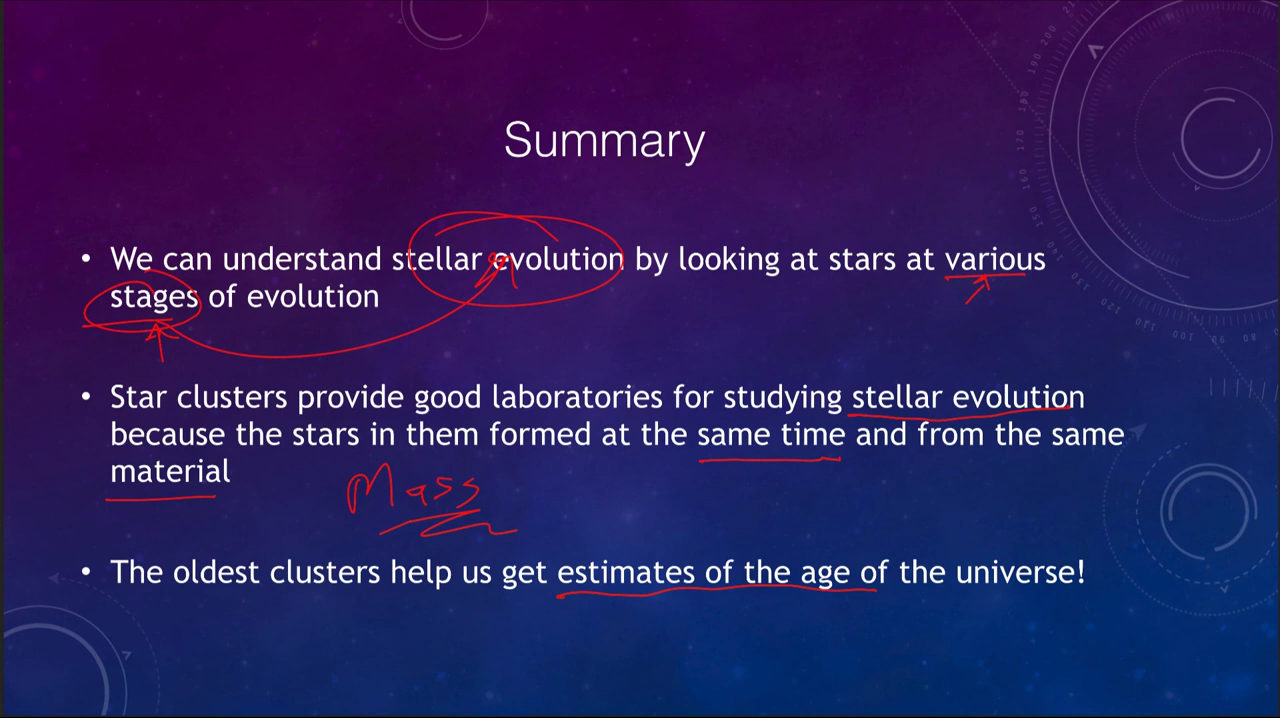 Summary
• We can understand stellar evolution by looking at stars at various
stages of evolution
• Star clusters provide good laboratories for studying stellar evolution
because the stars in them formed at the same time and from the same
material
Mass
• The oldest clusters help us get estimates of the age of the universe!